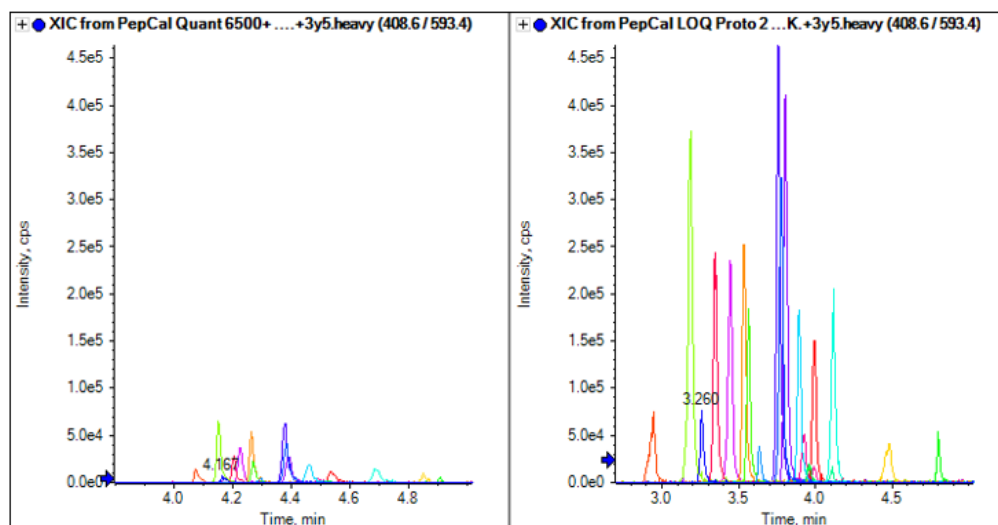 XIC from PepCal Quant 6500+ ....+3y5.heavy (408.6 / 593.4)
4.5e5
4.0e5
3.5e5
3.0e5
2.5e5
2.0e5
1.5e5
1.0e5
5.0e4
0.0e0
Intensity, cps
4.167
4.0
4.2
4.4
4.6
4.8
Time, min
XIC from PepCal LOQ Proto 2 ...K.+3y5.heavy (408.6 / 593.4)
4.5e5
4.0e5
3.5e5
3.0e5
2.5e5
2.0e5
1.5e5
1.0e5
5.0e4
0.0e0
Intensity, cps
3.260
3.0
3.5
4.0
4.5
Time, min